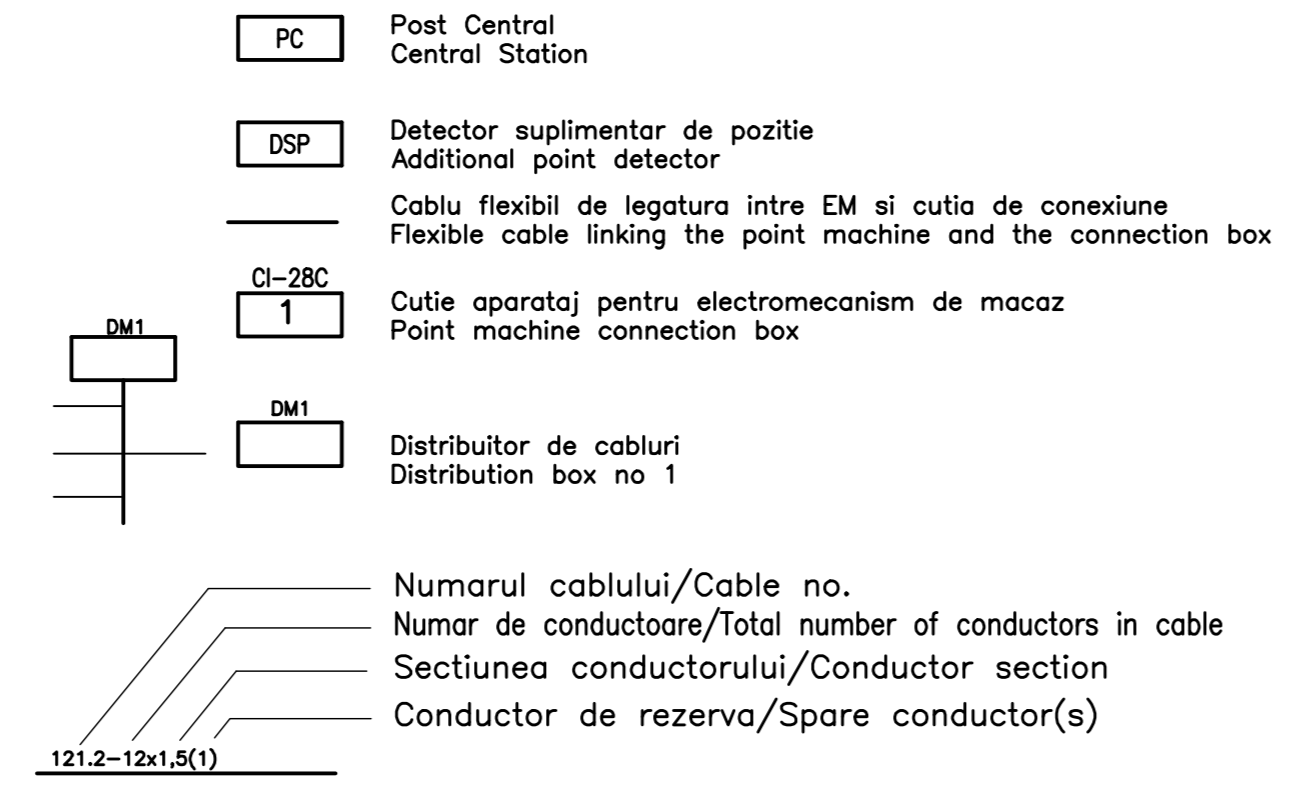 PC
Post Central
Central Station
DSP
Detector suplimentar de pozitie
Additional point detector
Cablu flexibil de legatura intre EM si cutia de conexiune
Flexible cable linking the point machine and the connection box
CI-28C
1
Cutie aparataj pentru electromecanism de macaz
Point machine connection box
DM1
DM1
Distribuitor de cabluri
Distribution box no 1
Numarul cablului/Cable no.
Numar de conductoare/Total number of conductors in cable
Sectiunea conductorului/Conductor section
Conductor de rezerva/Spare conductor(s)
121.2-12x1,5(1)